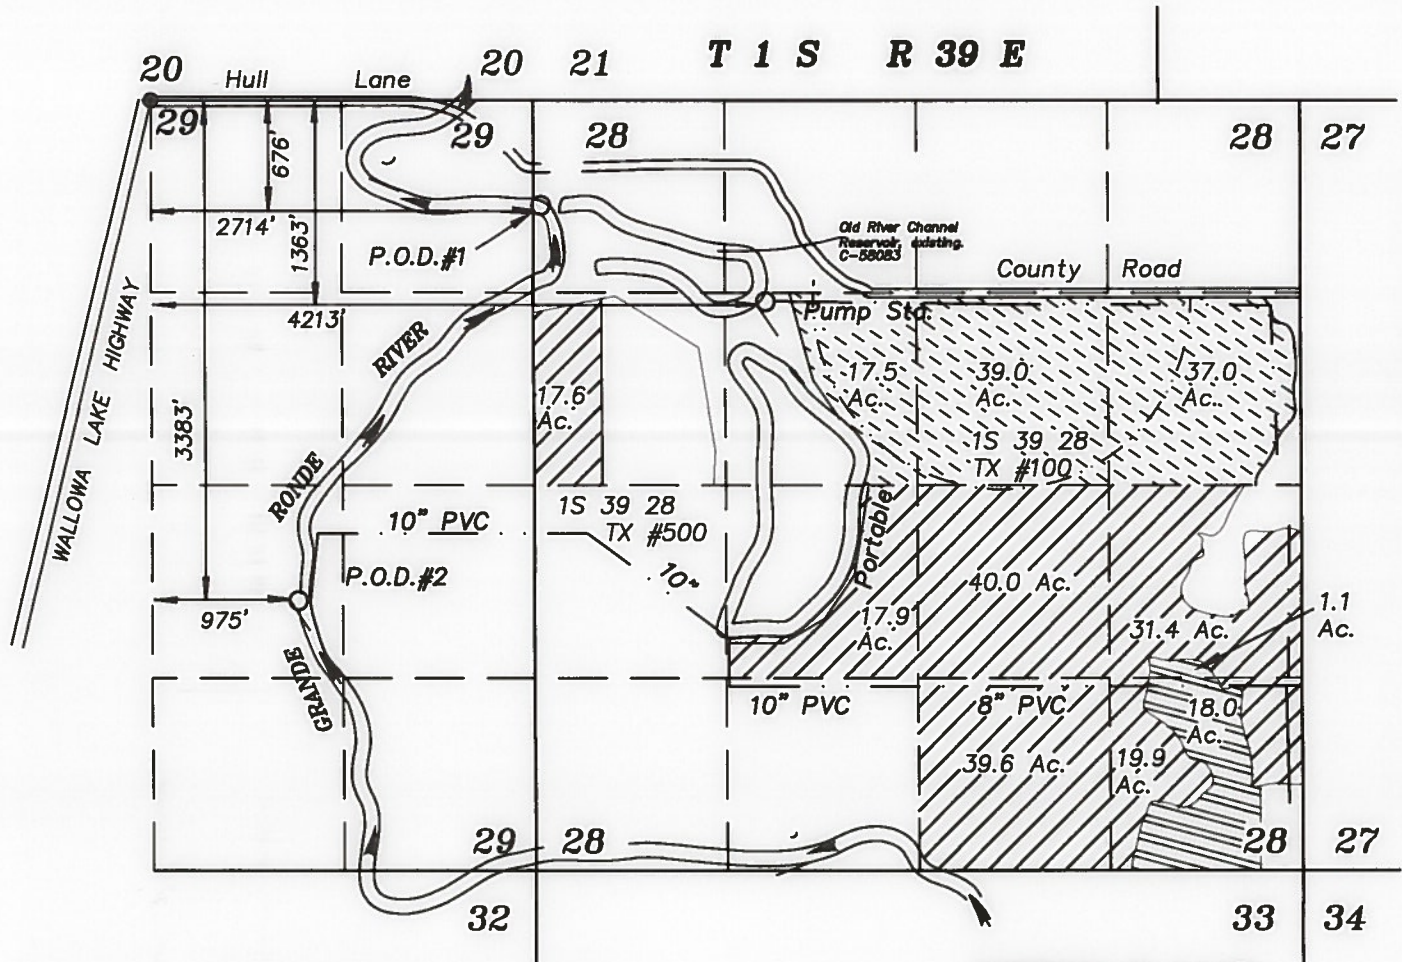 T 1 S R 39 E
20 Hull Lane 20 21
29 29 28 28 27
676'
2714'
1363'
P.O.D.#1
Old River Channel
Reservoir, existing.
C-58083
County Road
4213'
Pump Sta.
WALLOWA LAKE HIGHWAY
3383'
GRANDE RONDE RIVER
17.6
Ac.
17.5
Ac.
39.0
Ac.
37.0
Ac.
1S 39 28
TX #100
1S 39 28
TX #500
10" PVC
10"
Portable
P.O.D.#2
975'
40.0 Ac.
17.9
Ac.
31.4 Ac.
1.1
Ac.
10" PVC
8" PVC
18.0
Ac.
39.6 Ac.
19.9
Ac.
29 28 28 27
32 33 34